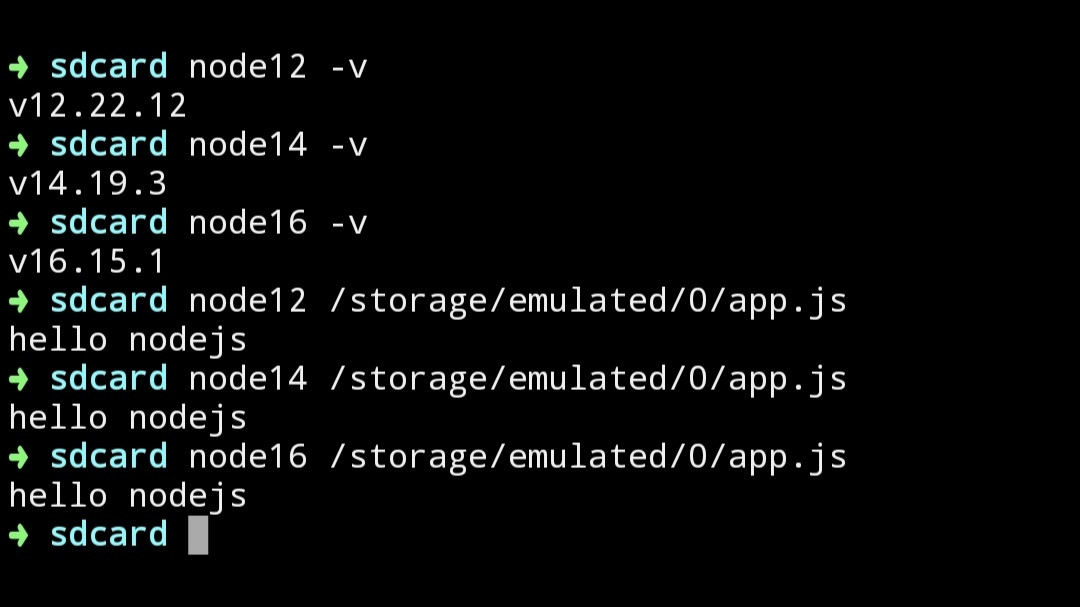 ➜ sdcard node12 -v
v12.22.12
➜ sdcard node14 -v
v14.19.3
➜ sdcard node16 -v
v16.15.1
➜ sdcard node12 /storage/emulated/0/app.js
hello nodejs
➜ sdcard node14 /storage/emulated/0/app.js
hello nodejs
➜ sdcard node16 /storage/emulated/0/app.js
hello nodejs
➜ sdcard